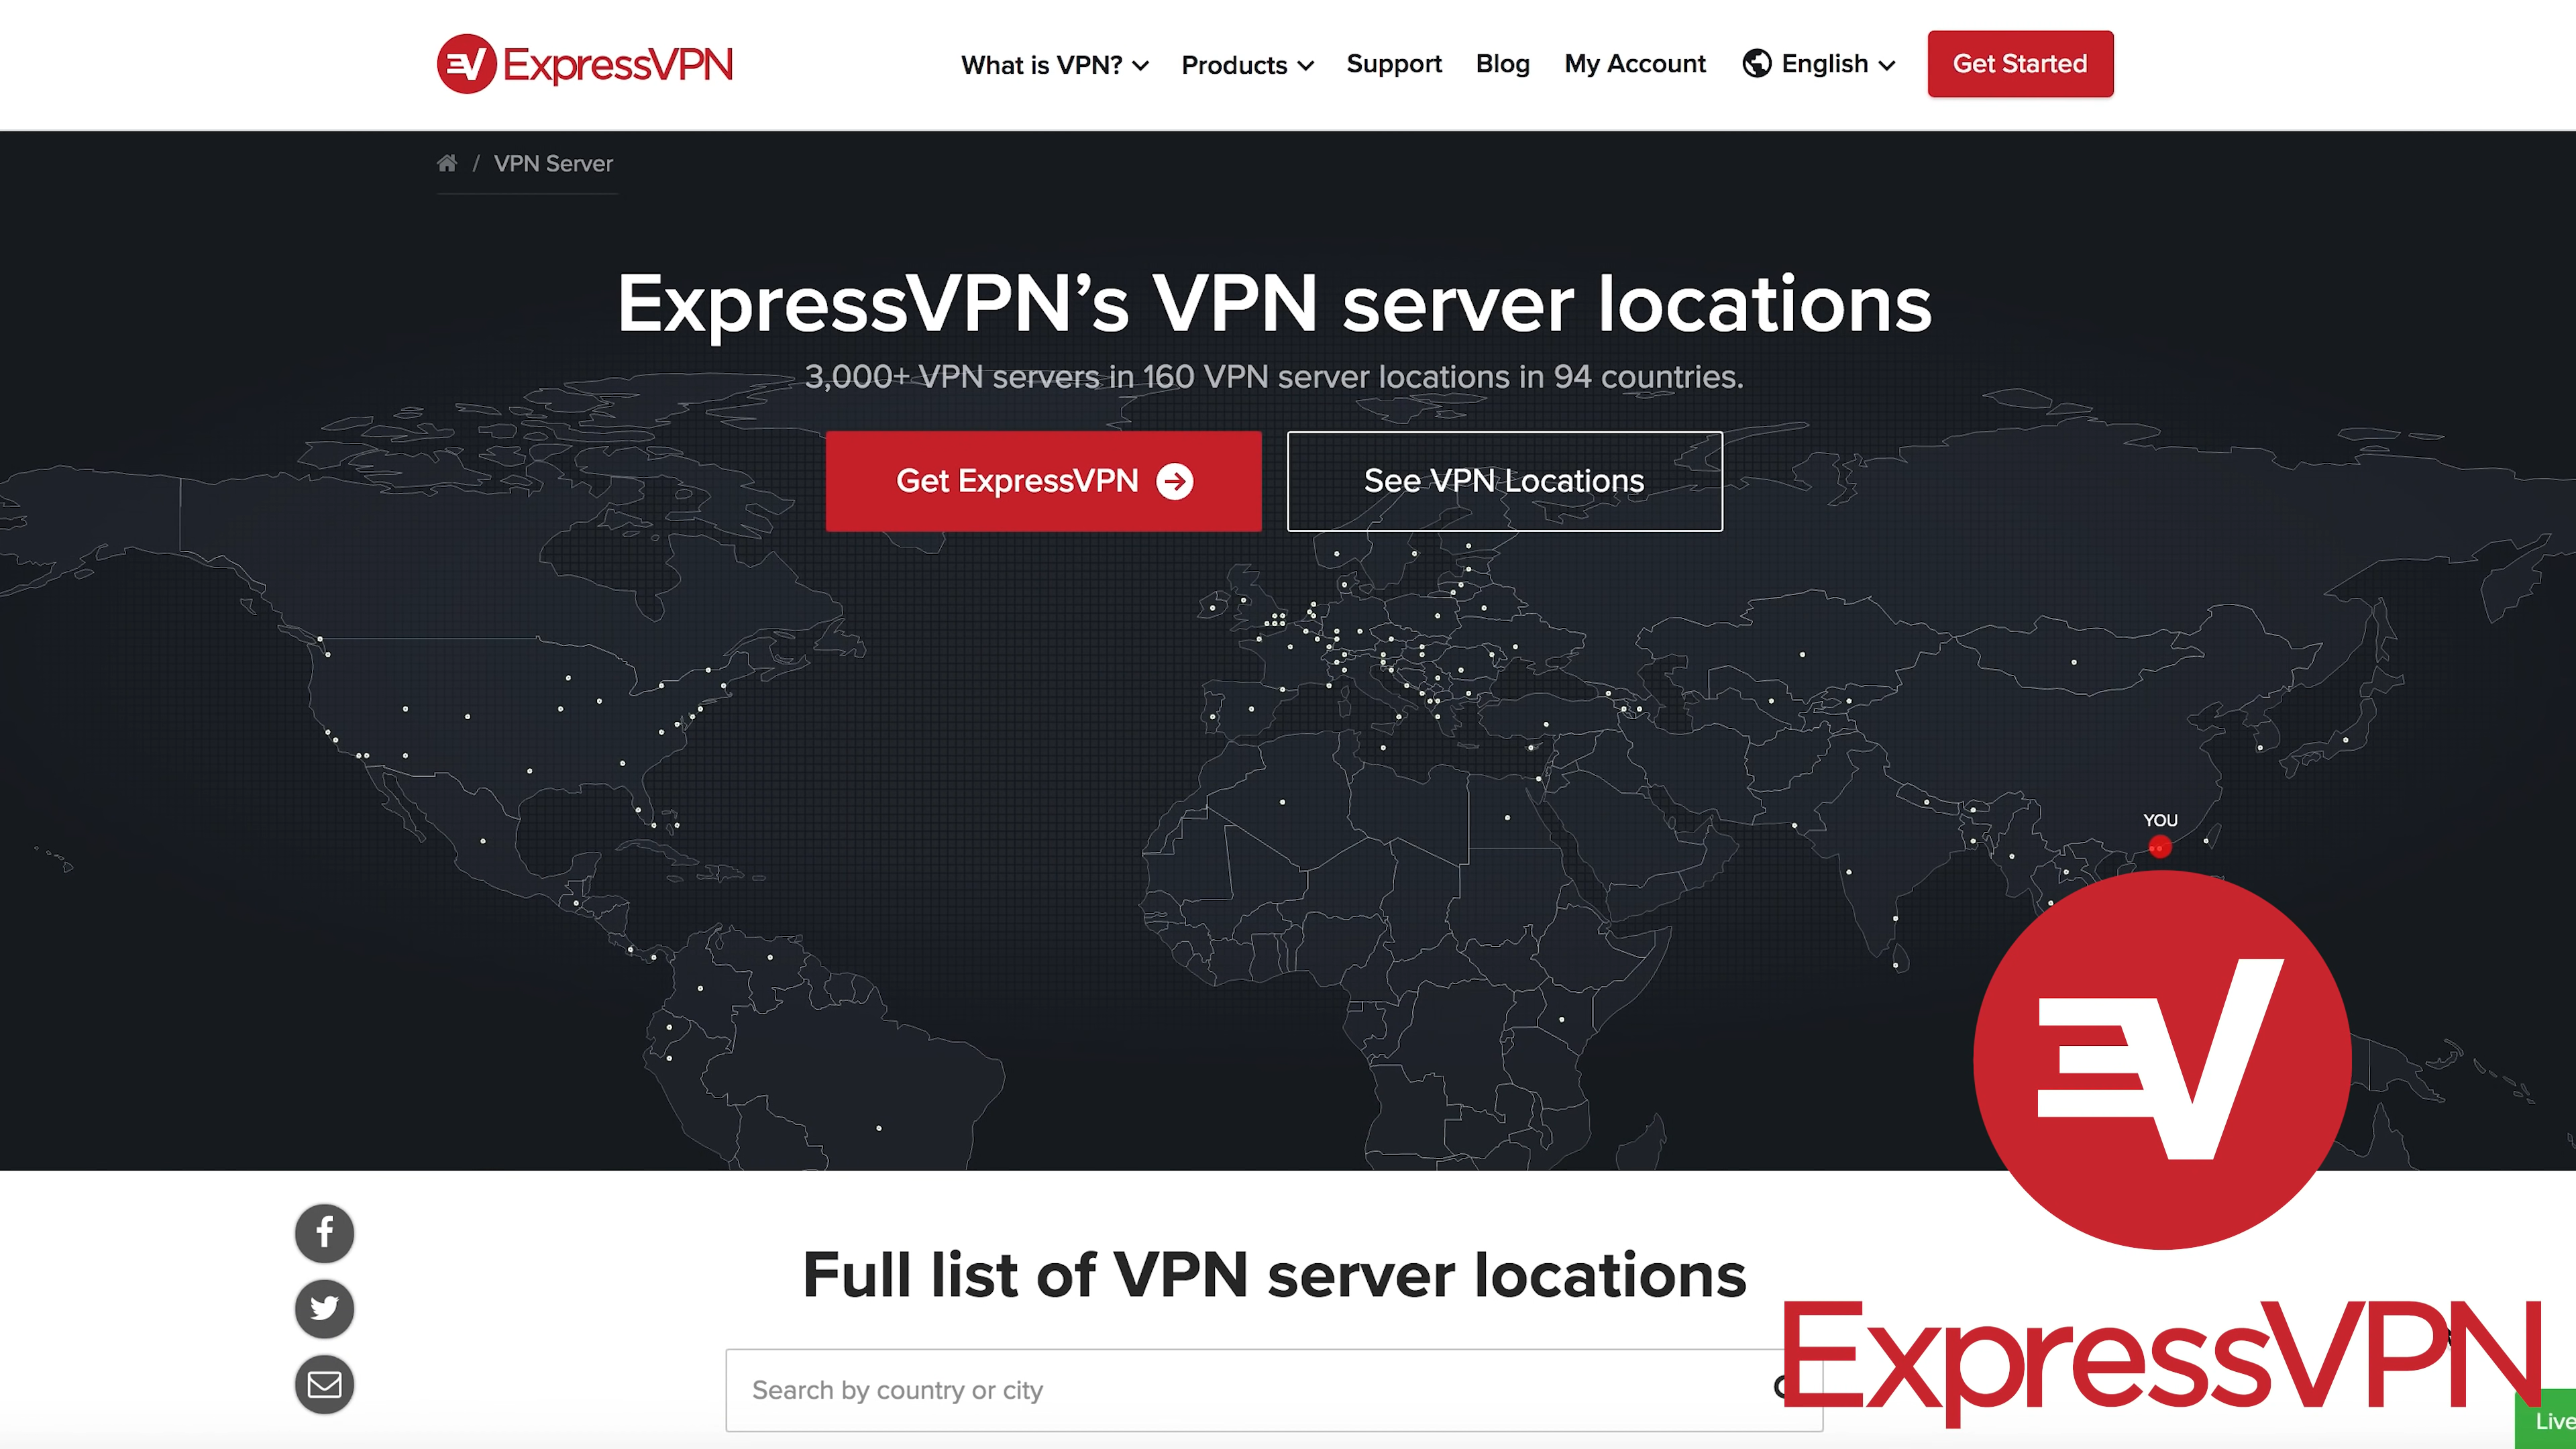 ExpressVPN
What is VPN?
Products
Support
Blog
My Account
English
Get Started
/ VPN Server
ExpressVPN’s VPN server locations
3,000+ VPN servers in 160 VPN server locations in 94 countries.
Get ExpressVPN
See VPN Locations
YOU
EV
Full list of VPN server locations
Search by country or city
ExpressVPN
Live